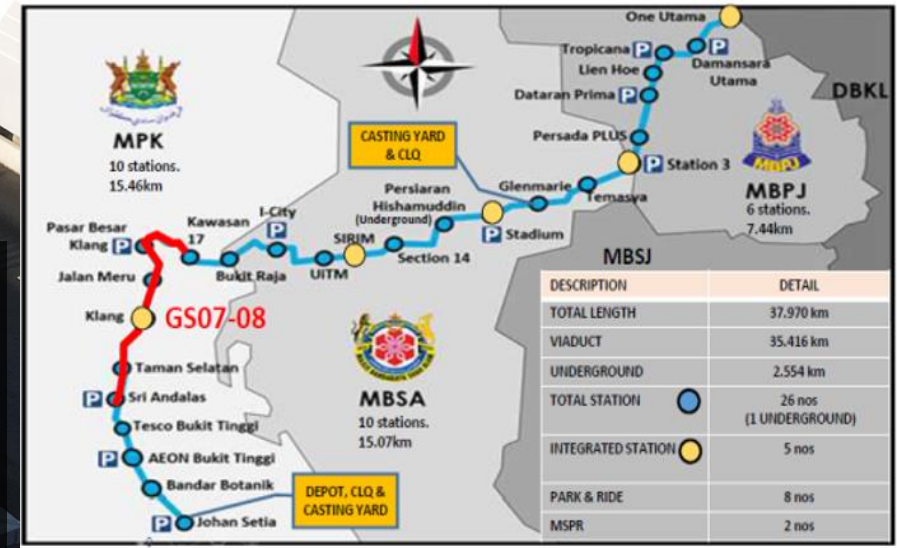 One Utama
Tropicana P
P
Damansara
Utama
Lien Hoe
Dataran Prima P
DBKL
MPK
10 stations.
15.46km
CASTING YARD
& CLQ
Persada PLUS
P Station 3
MBPJ
MBPJ
6 stations.
7.44km
Glenmarie
Temasya
Persiaran
Hishamuddin
(Underground)
P Stadium
I-City
P
Kawasan
17
Pasar Besar
Klang P
SIRIM
Section 14
UiTM
Bukit Raja
MBSJ
Jalan Meru
Klang
GS07-08
Taman Selatan
P Sri Andalas
Tesco Bukit Tinggi
P AEON Bukit Tinggi
Bandar Botanik
P Johan Setia
DEPOT, CLQ &
CASTING YARD
MBSA
10 stations.
15.07km
DESCRIPTION DETAIL
TOTAL LENGTH 37.970 km
VIADUCT 35.416 km
UNDERGROUND 2.554 km
TOTAL STATION 26 nos
(1 UNDERGROUND)
INTEGRATED STATION 5 nos
PARK & RIDE 8 nos
MSPR 2 nos